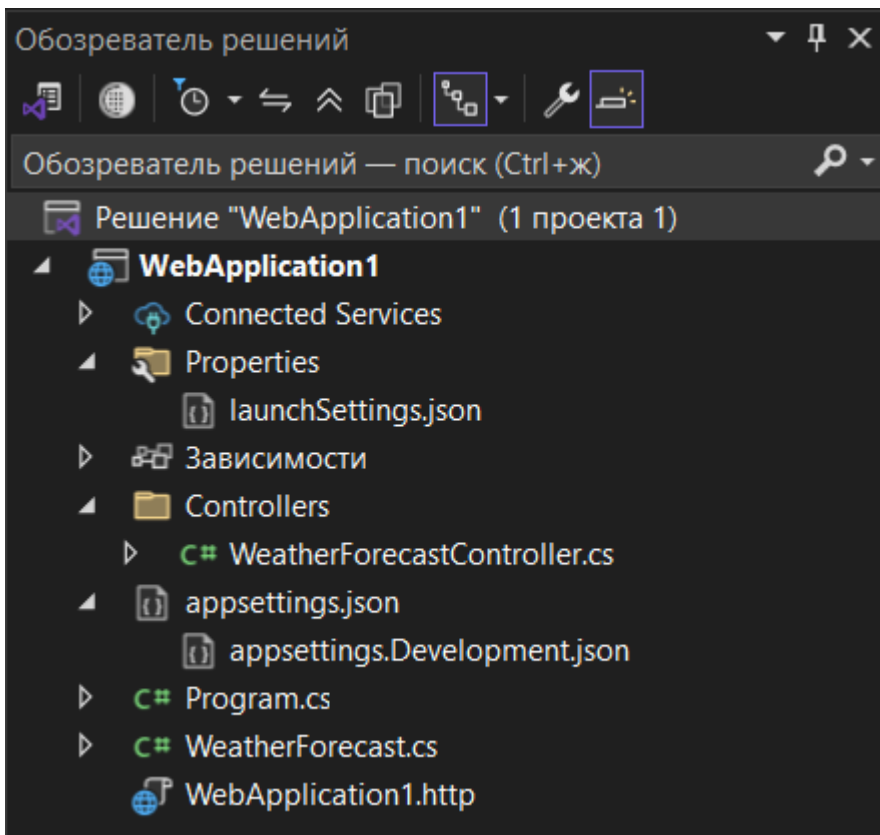 Обозреватель решений
Обозреватель решений — поиск (Ctrl+ж)
Решение "WebApplication1" (1 проекта 1)
WebApplication1
Connected Services
Properties
launchSettings.json
Зависимости
Controllers
C# WeatherForecastController.cs
appsettings.json
appsettings.Development.json
C# Program.cs
C# WeatherForecast.cs
WebApplication1.http